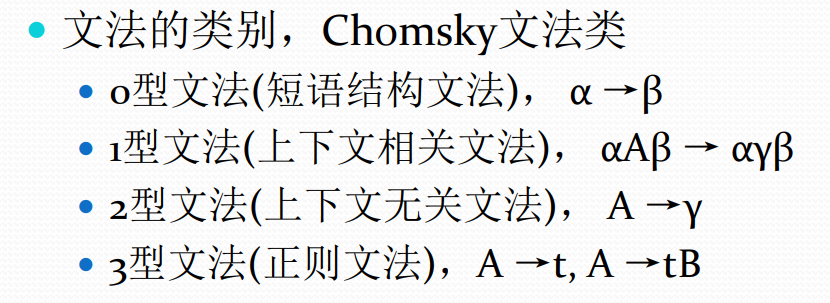 文法的类别，Chomsky文法类
0型文法(短语结构文法)， α →β
1型文法(上下文相关文法)， αAβ → αγβ
2型文法(上下文无关文法)， A →γ
3型文法(正则文法)，A →t, A →tB